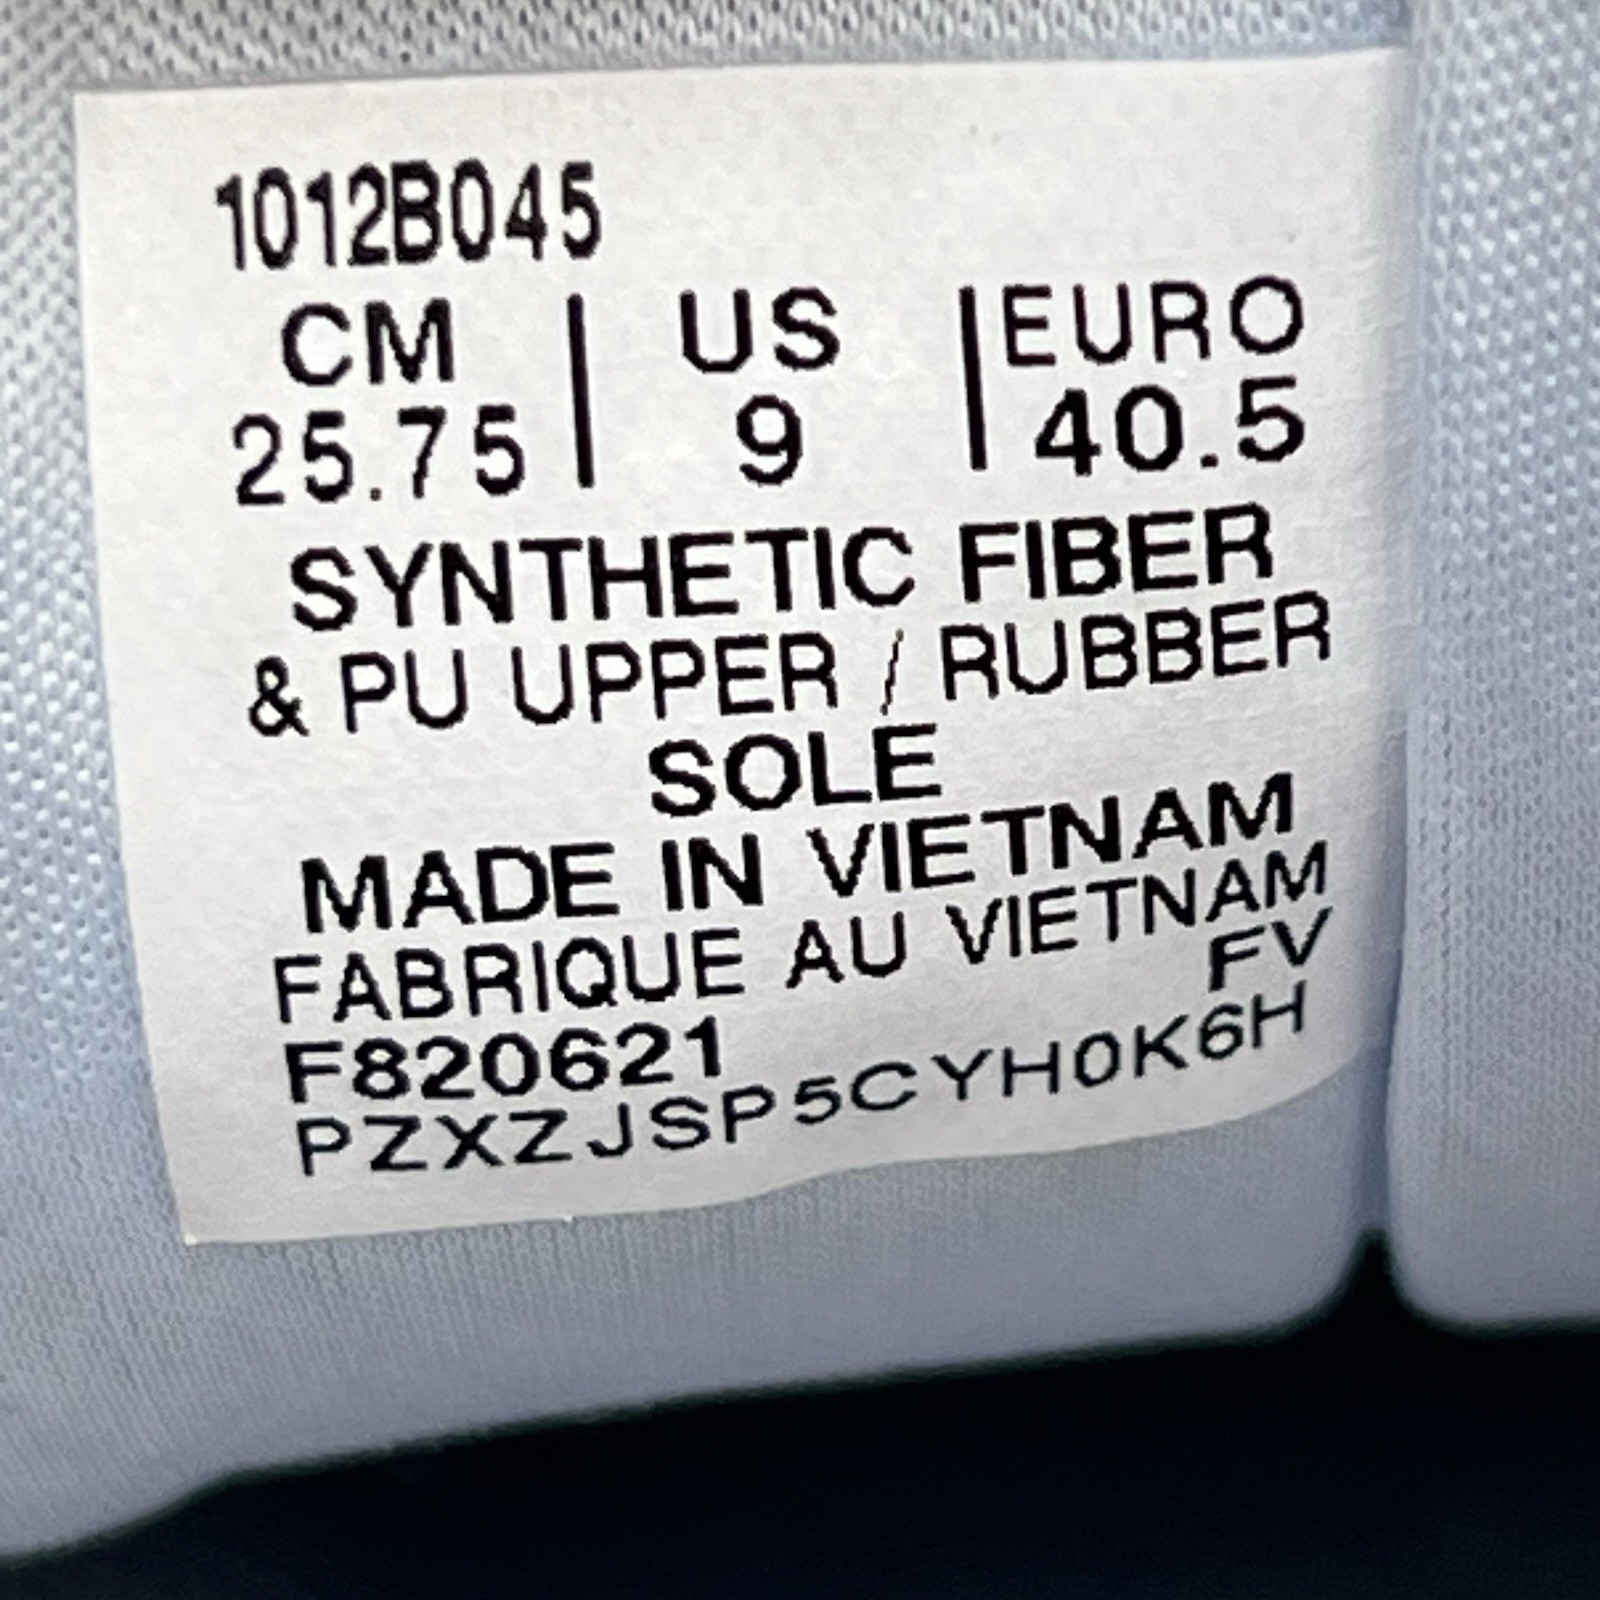 1012B045
CM | US | EURO
25.75 | 9 | 40.5
SYNTHETIC FIBER
& PU UPPER / RUBBER
SOLE
MADE IN VIETNAM
FABRIQUE AU VIETNAM
FV
F820621
PZXZJSP5CYH0K6H